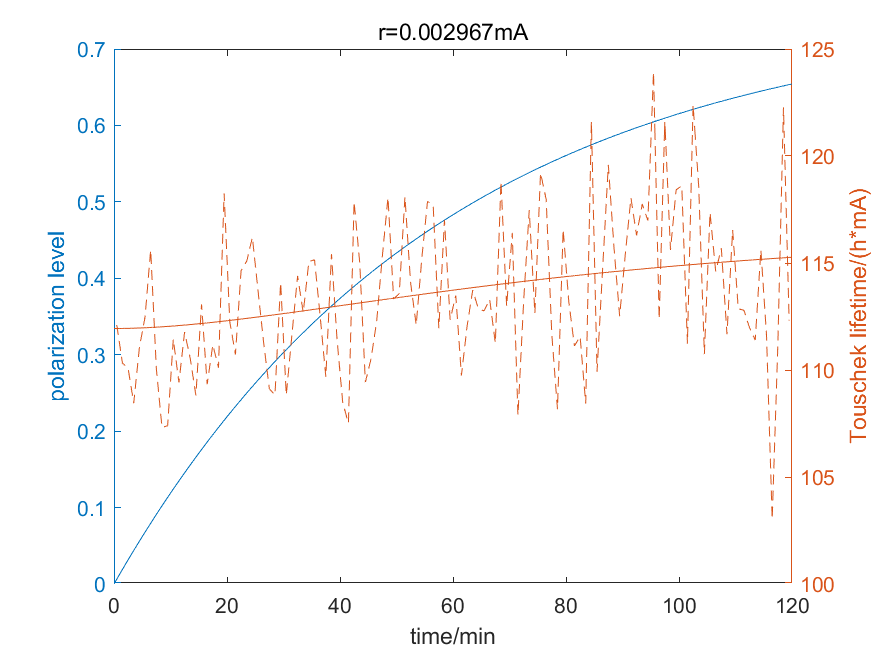 r=0.002967mA
0.7
0.6
0.5
0.4
0.3
0.2
0.1
0
polarization level
125
120
115
110
105
100
Touschek lifetime/(h*mA)
0 20 40 60 80 100 120
time/min